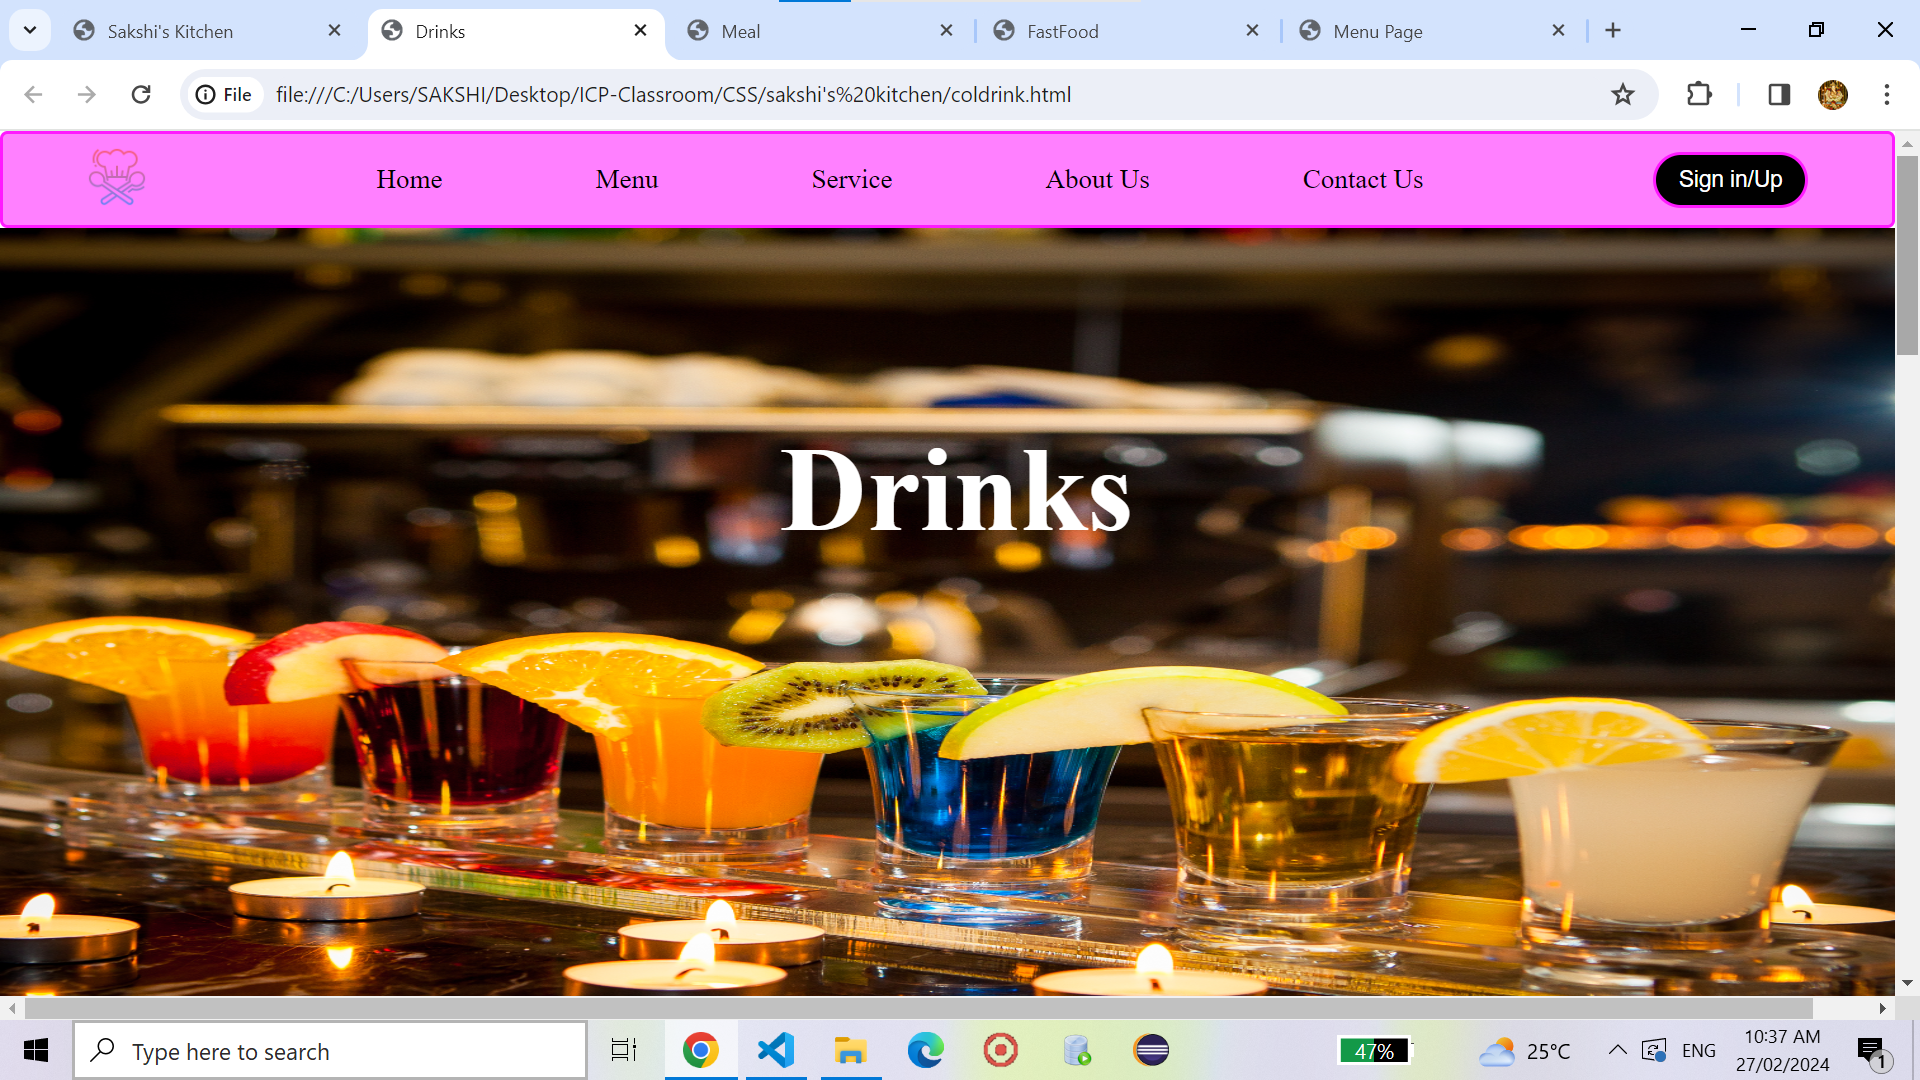 Sakshi's Kitchen
Drinks
Meal
FastFood
Menu Page
File
file:///C:/Users/SAKSHI/Desktop/ICP-Classroom/CSS/sakshi's%20kitchen/coldrink.html
Home
Menu
Service
About Us
Contact Us
Sign in/Up
Drinks
Type here to search
47%
25°C
ENG
10:37 AM
27/02/2024
1